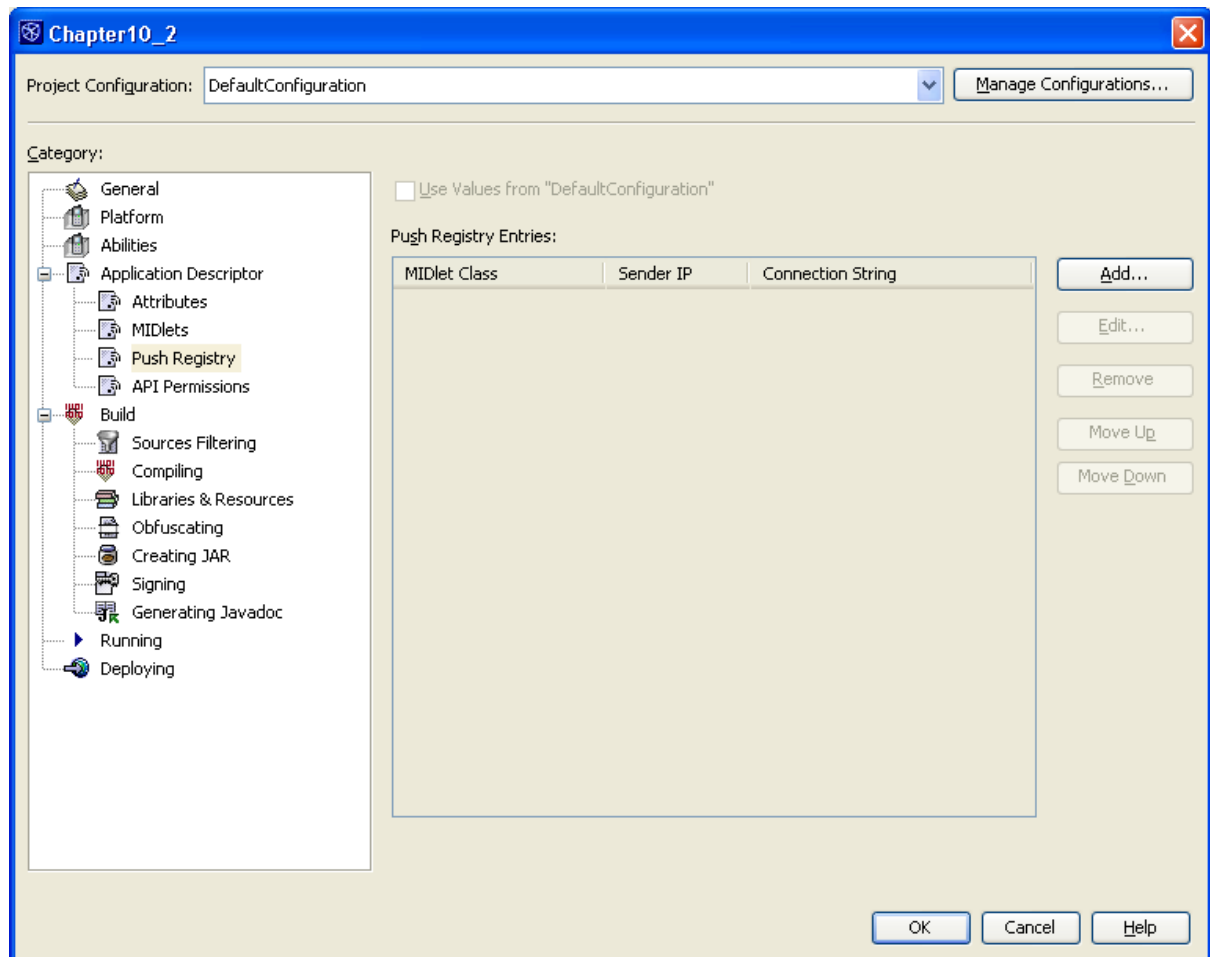 Chapter10_2
Project Configuration: DefaultConfiguration Manage Configurations...
Category:
General
Platform
Abilities
Application Descriptor
Attributes
MIDlets
Push Registry
API Permissions
Build
Sources Filtering
Compiling
Libraries & Resources
Obfuscating
Creating JAR
Signing
Generating Javadoc
Running
Deploying
Use Values from "DefaultConfiguration"
Push Registry Entries:
MIDlet Class Sender IP Connection String
Add...
Edit...
Remove
Move Up
Move Down
OK Cancel Help